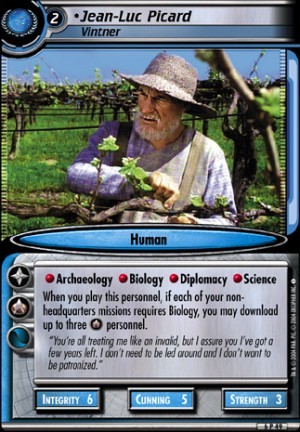 2
•Jean-Luc Picard
Vintner
Human
Archaeology • Biology • Diplomacy • Science
When you play this personnel, if each of your non-
headquarters missions requires Biology, you may download
up to three personnel.
"You're all treating me like an invalid, but I assure you I've got a
few years left. I don't need to be led around and I don't want to
be patronized."
Integrity 6
Cunning 5
Strength 3